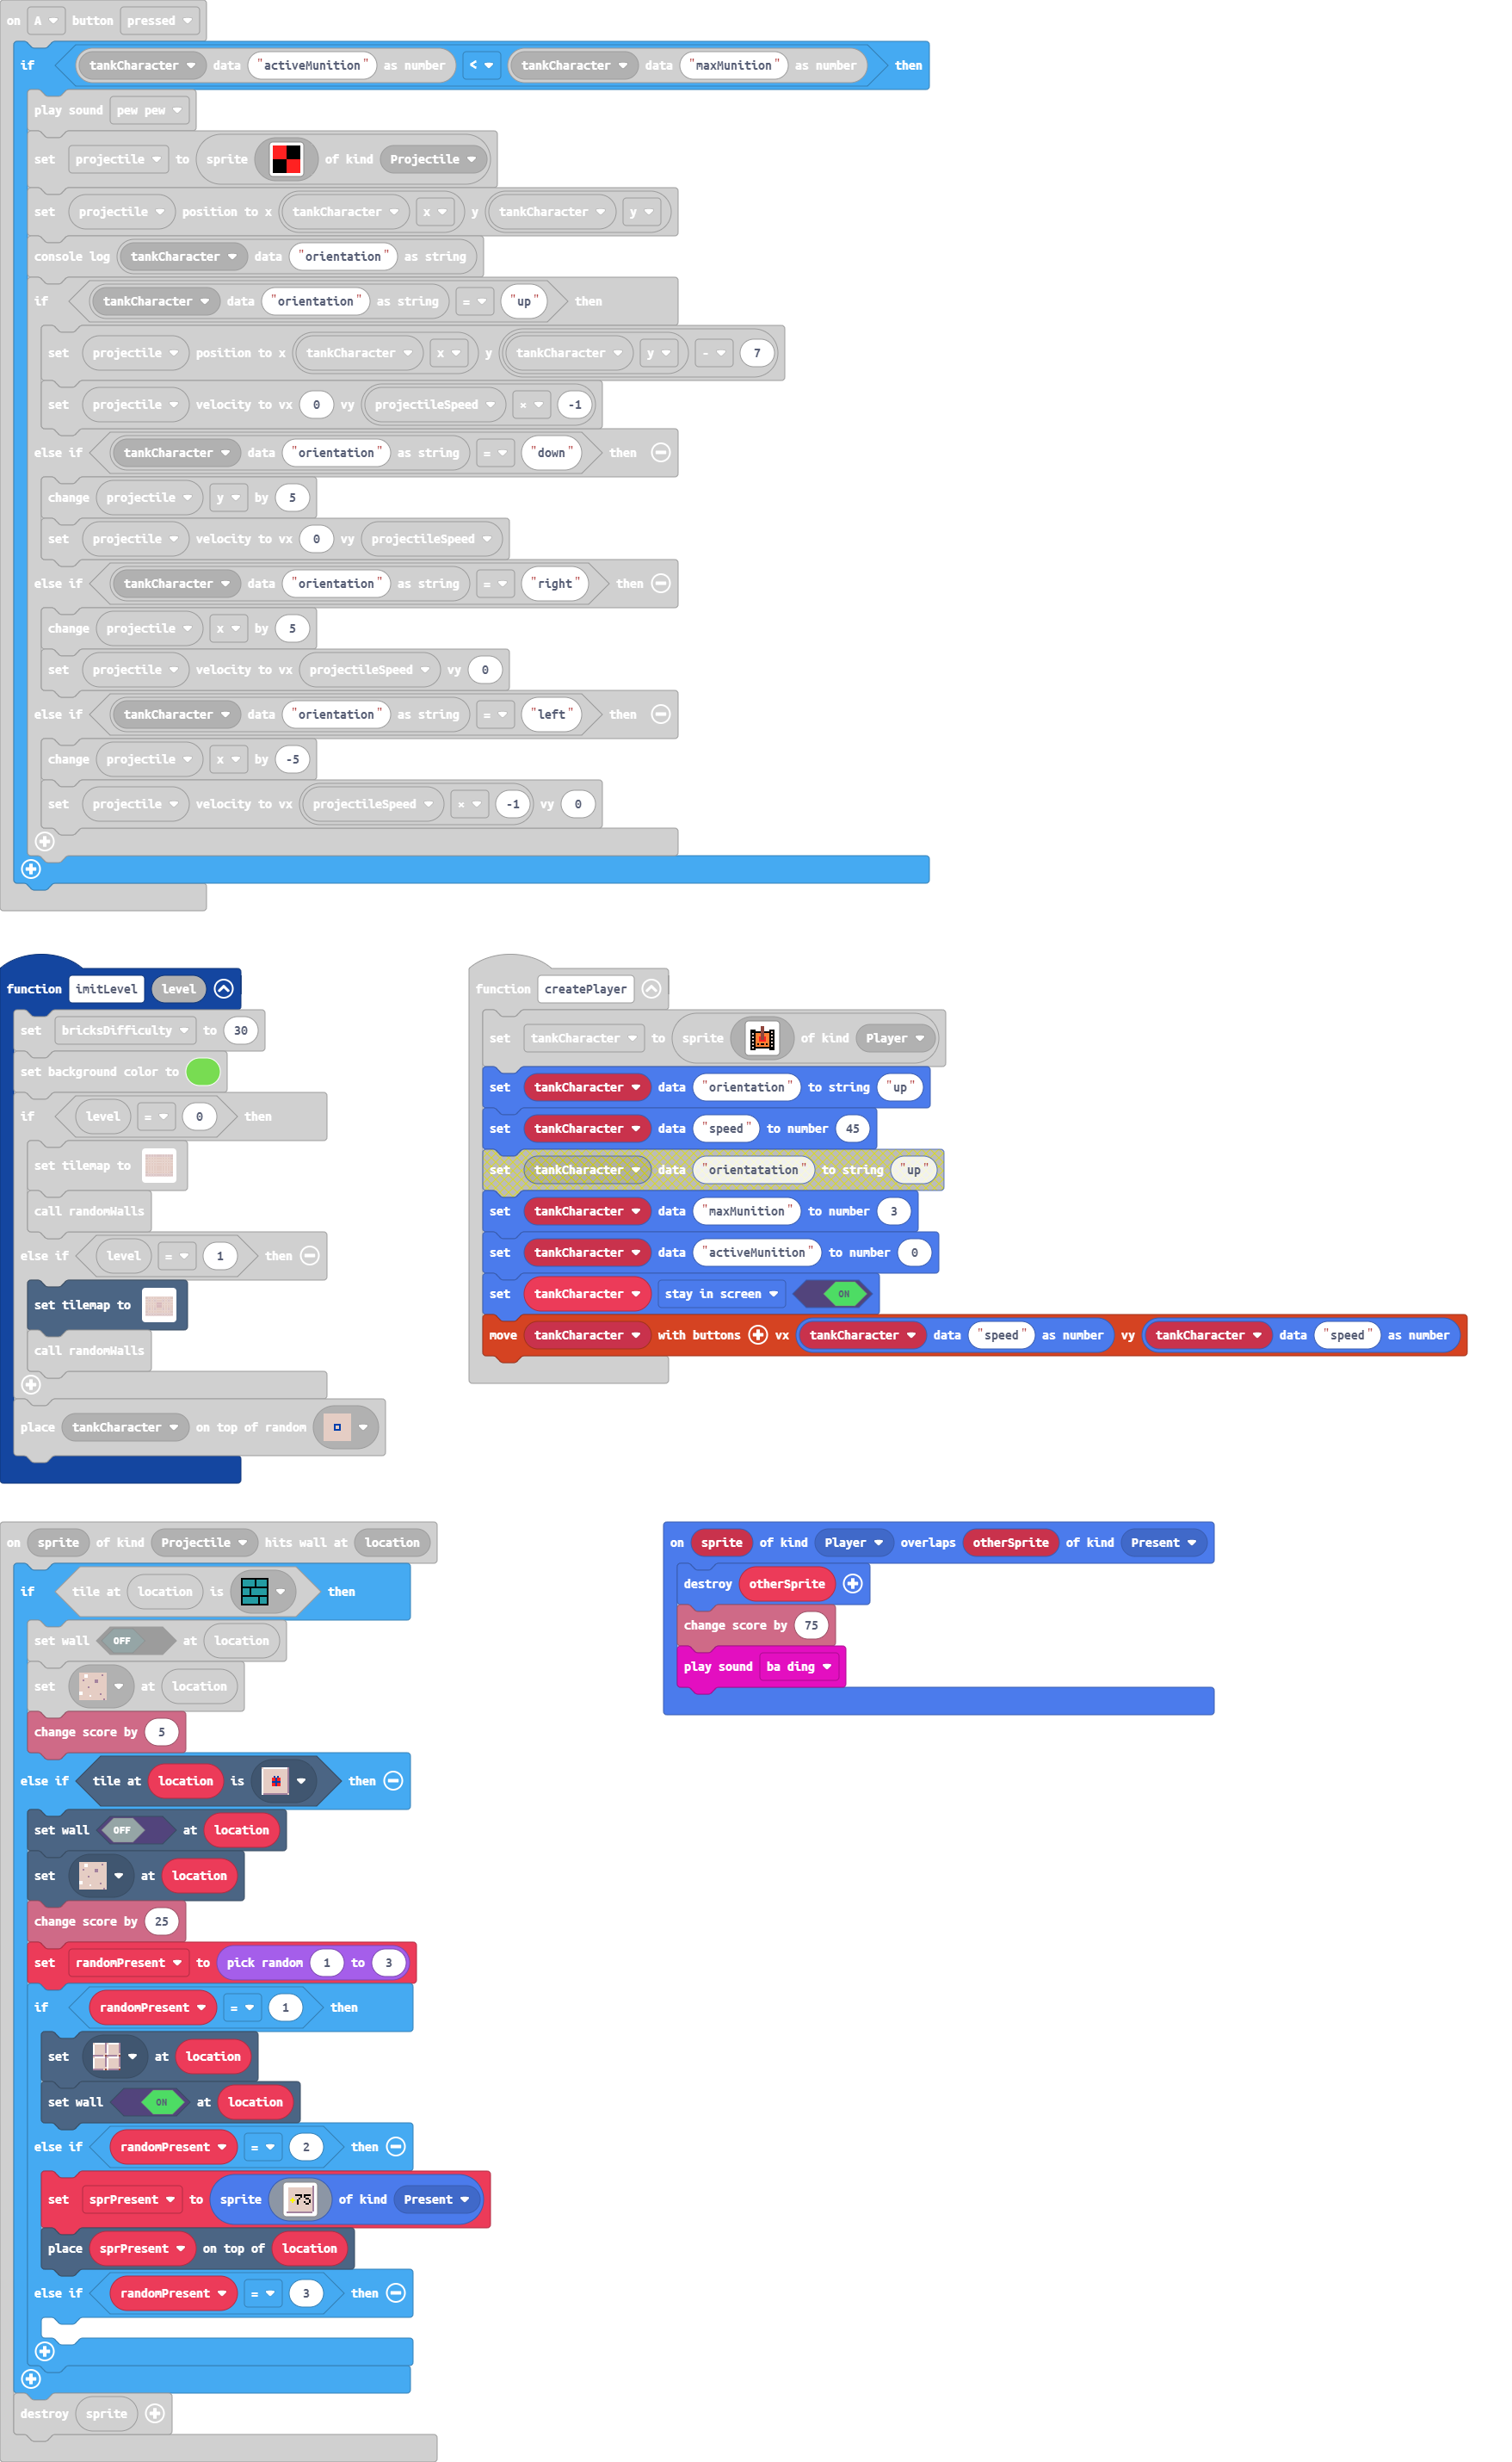 on A button pressed
if tankCharacter data "activeMunition" as number < tankCharacter data "maxMunition" as number then
play sound pew pew
set projectile to sprite of kind Projectile
set projectile position to x tankCharacter x y tankCharacter y
console log tankCharacter data "orientation" as string
if tankCharacter data "orientation" as string = "up" then
set projectile position to x tankCharacter x y tankCharacter y - 7
set projectile velocity to vx 0 vy projectileSpeed × -1
else if tankCharacter data "orientation" as string = "down" then
change projectile y by 5
set projectile velocity to vx 0 vy projectileSpeed
else if tankCharacter data "orientation" as string = "right" then
change projectile x by 5
set projectile velocity to vx projectileSpeed vy 0
else if tankCharacter data "orientation" as string = "left" then
change projectile x by -5
set projectile velocity to vx projectileSpeed × -1 vy 0
function imitLevel level
set bricksDifficulty to 30
set background color to
if level = 0 then
set tilemap to
call randomWalls
else if level = 1 then
set tilemap to
call randomWalls
place tankCharacter on top of random
function createPlayer
set tankCharacter to sprite of kind Player
set tankCharacter data "orientation" to string "up"
set tankCharacter data "speed" to number 45
set tankCharacter data "orientatation" to string "up"
set tankCharacter data "maxMunition" to number 3
set tankCharacter data "activeMunition" to number 0
set tankCharacter stay in screen ON
move tankCharacter with buttons vx tankCharacter data "speed" as number vy tankCharacter data "speed" as number
on sprite of kind Projectile hits wall at location
if tile at location is then
set wall OFF at location
set at location
change score by 5
else if tile at location is then
set wall OFF at location
set at location
change score by 25
set randomPresent to pick random 1 to 3
if randomPresent = 1 then
set at location
set wall ON at location
else if randomPresent = 2 then
set sprPresent to sprite 75 of kind Present
place sprPresent on top of location
else if randomPresent = 3 then
destroy sprite
on sprite of kind Player overlaps otherSprite of kind Present
destroy otherSprite
change score by 75
play sound ba ding